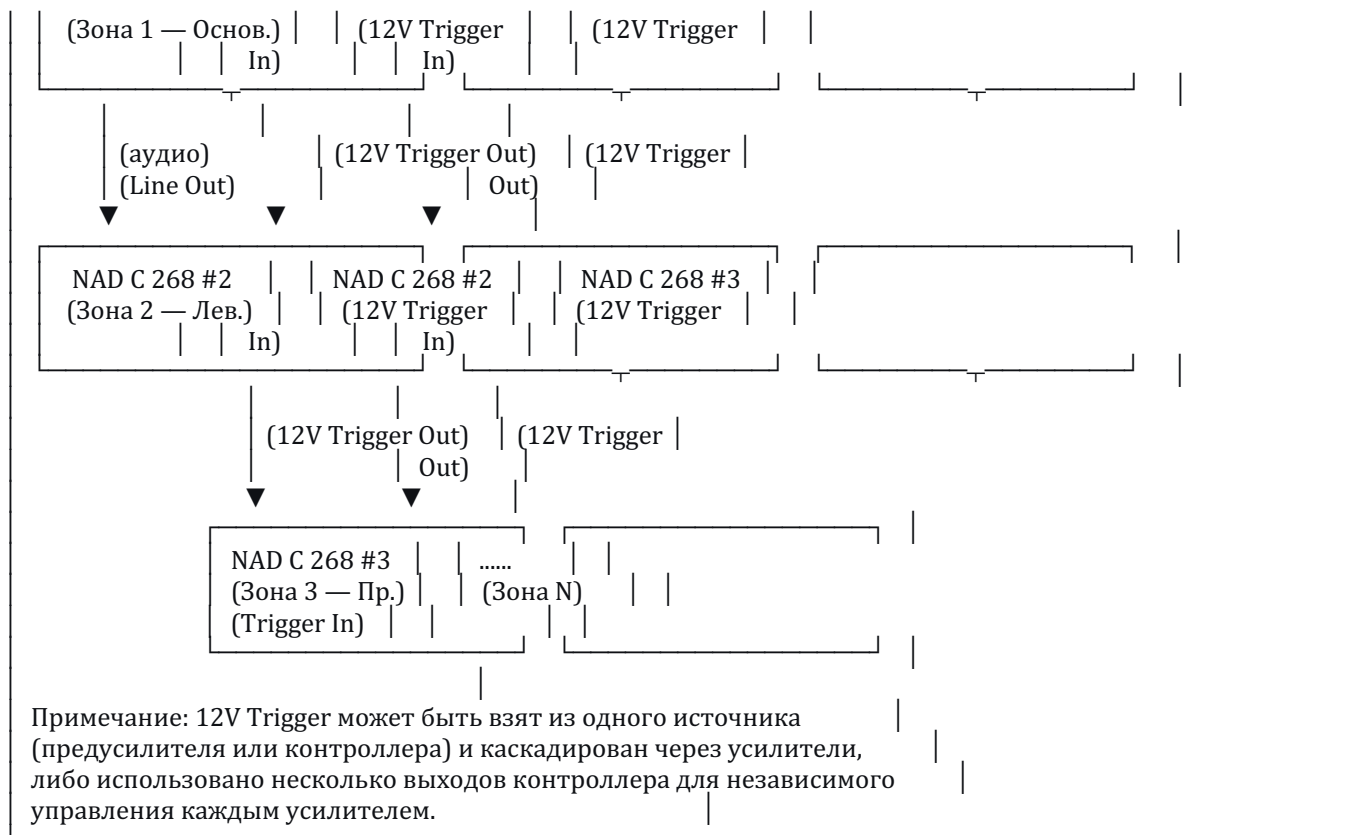 (Зона 1 — Основ.) (12V Trigger (12V Trigger
In) In)
(аудио) (12V Trigger Out) (12V Trigger
(Line Out) Out)
NAD C 268 #2 NAD C 268 #2 NAD C 268 #3
(Зона 2 — Лев.) (12V Trigger (12V Trigger
In) In)
(12V Trigger Out) (12V Trigger
Out)
NAD C 268 #3 ......
(Зона 3 — Пр.) (Зона N)
(Trigger In)
Примечание: 12V Trigger может быть взят из одного источника
(предусилителя или контроллера) и каскадирован через усилители,
либо использовано несколько выходов контроллера для независимого
управления каждым усилителем.